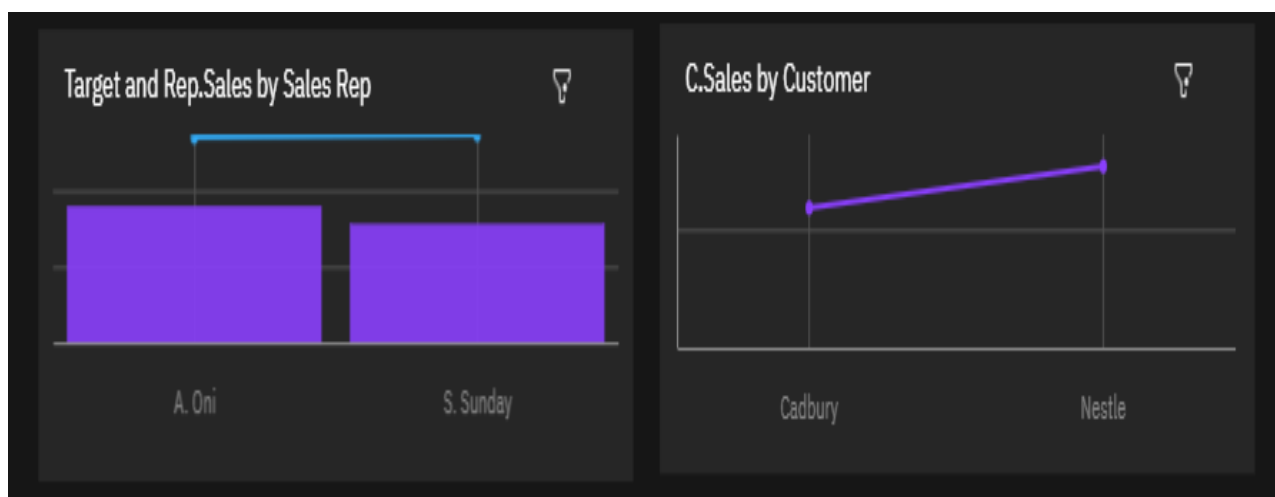 Target and Rep.Sales by Sales Rep
A. Oni
S. Sunday
C.Sales by Customer
Cadbury
Nestle